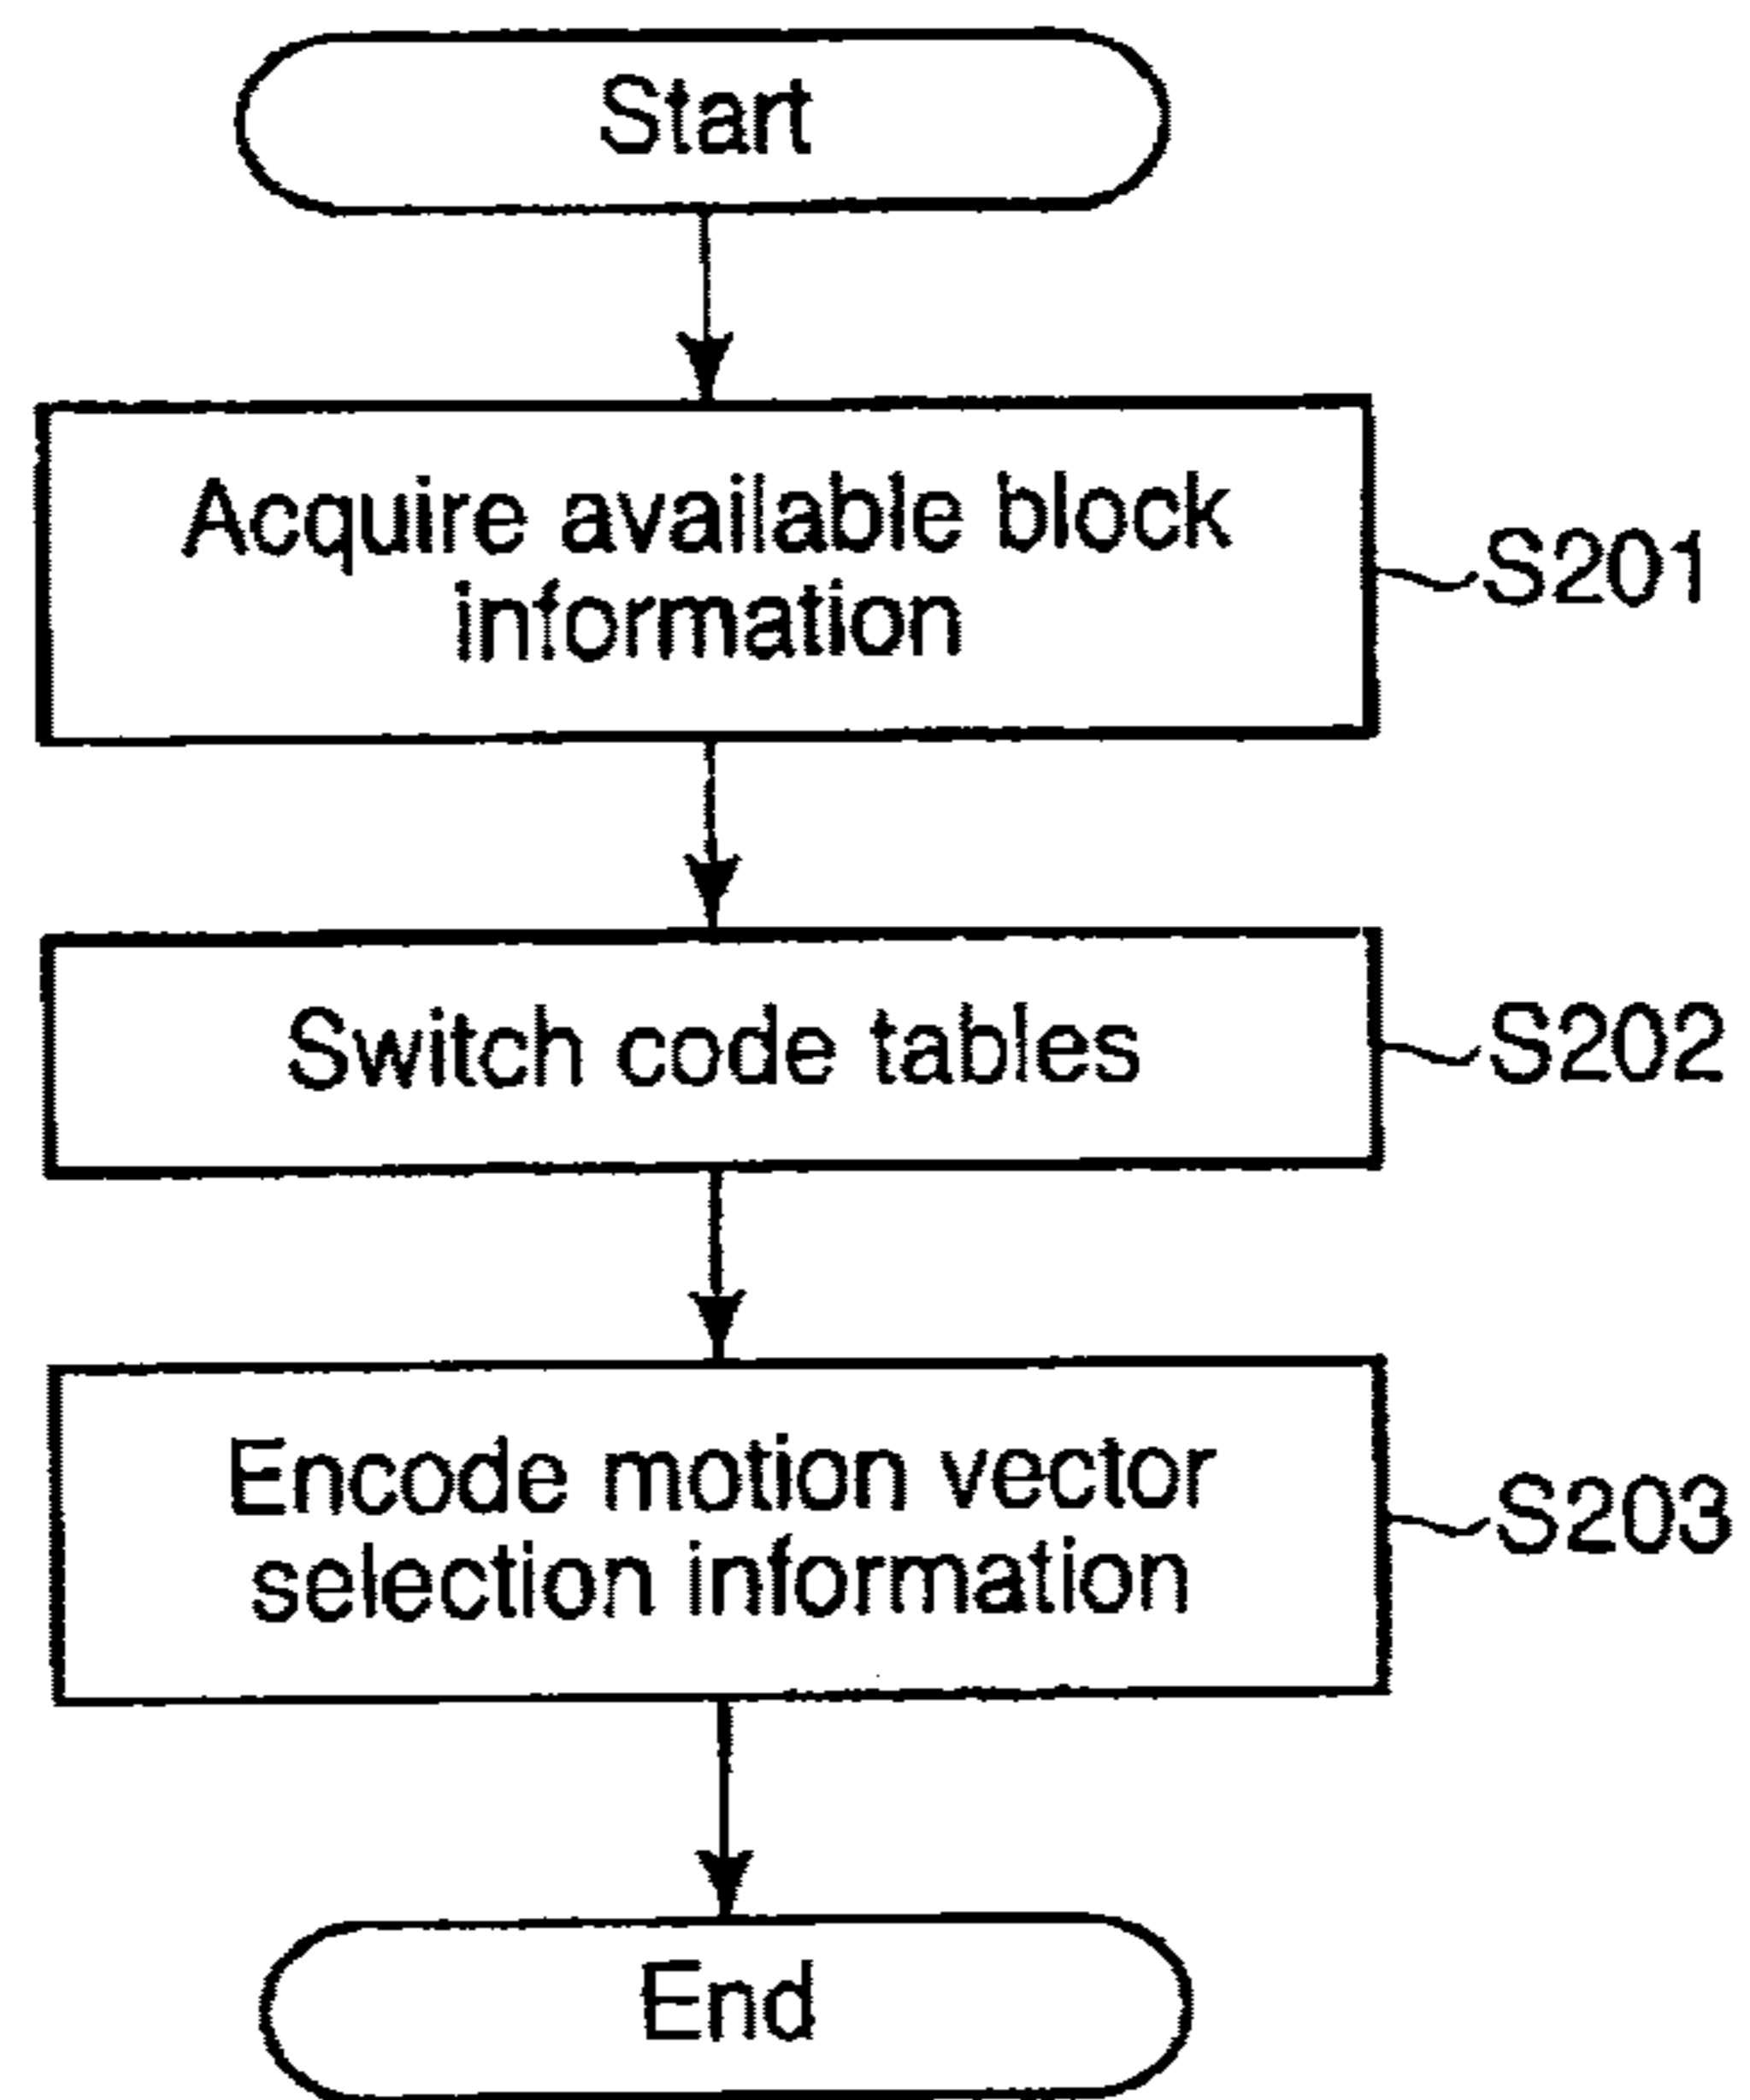 Start
Acquire available block
information
S201
Switch code tables
S202
Encode motion vector
selection information
S203
End